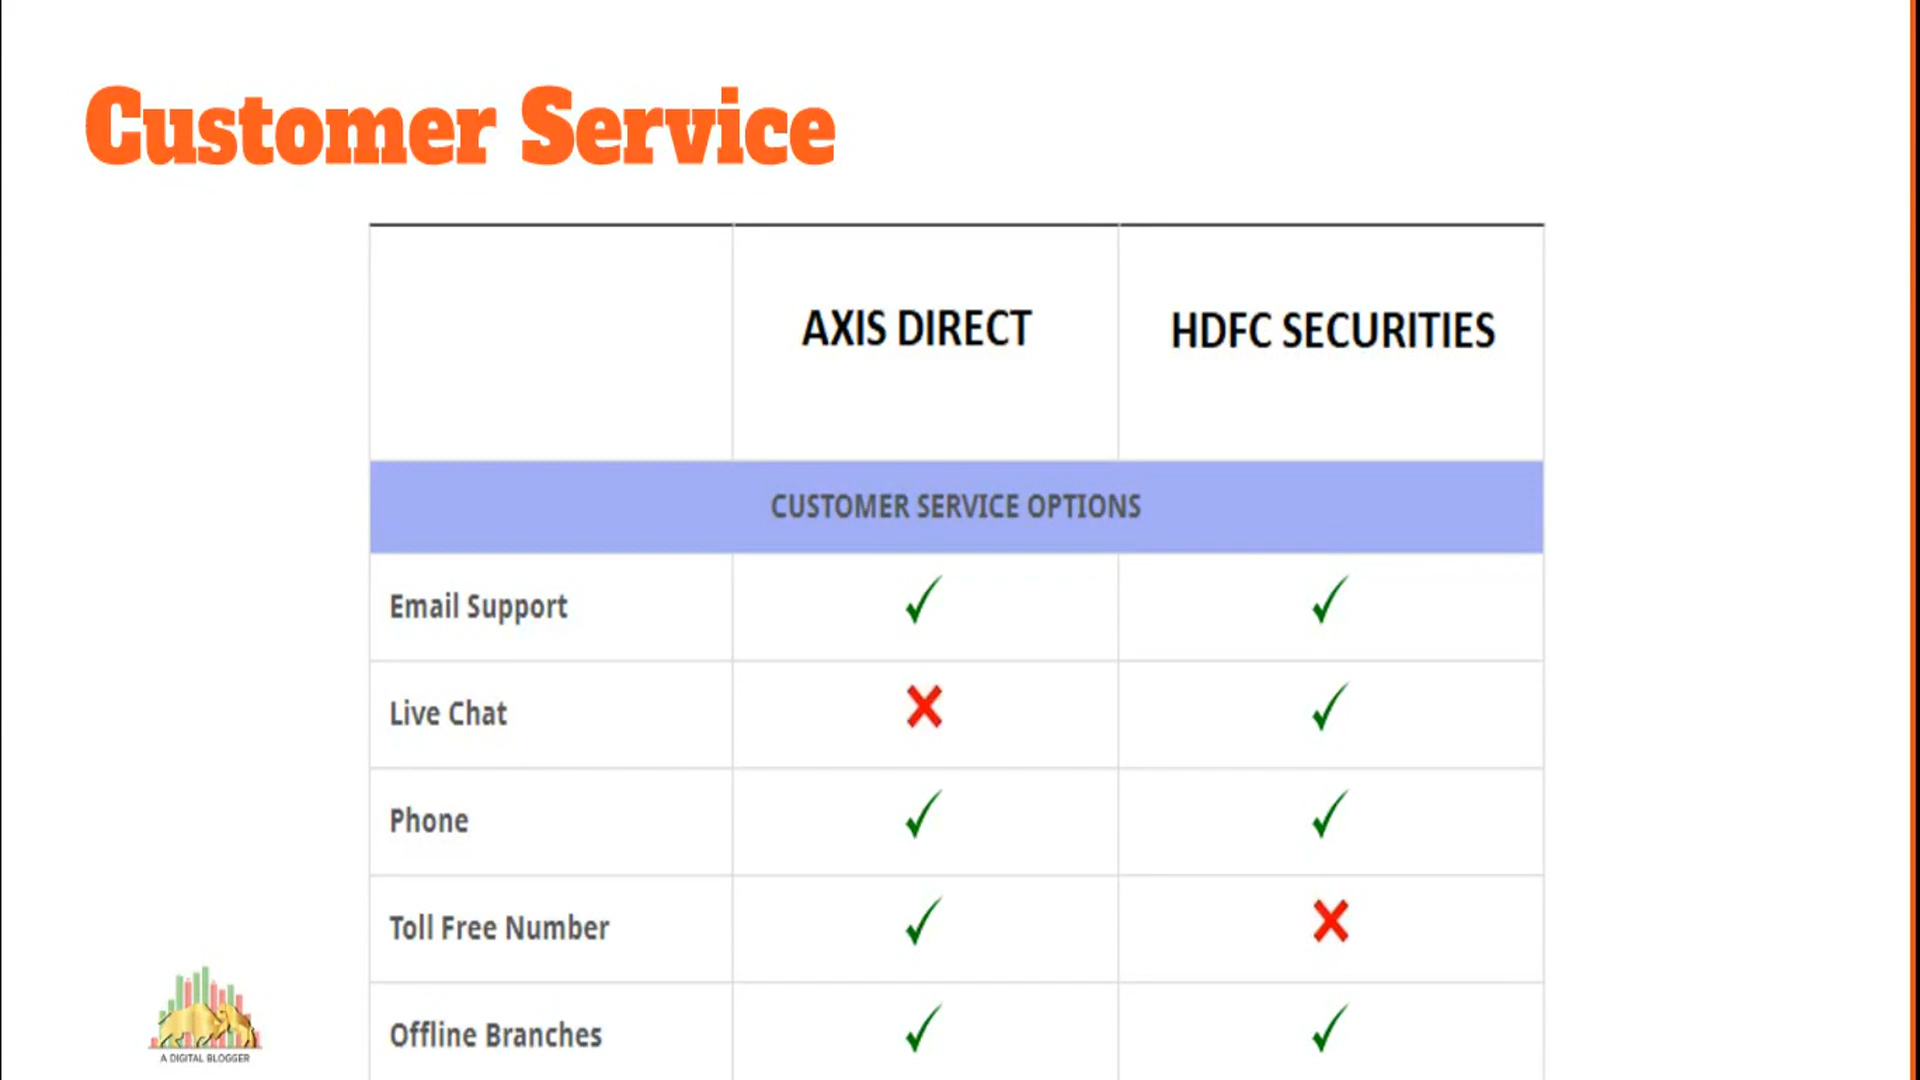 Customer Service
AXIS DIRECT HDFC SECURITIES
CUSTOMER SERVICE OPTIONS
Email Support
Live Chat
Phone
Toll Free Number
Offline Branches
A DIGITAL BLOGGER